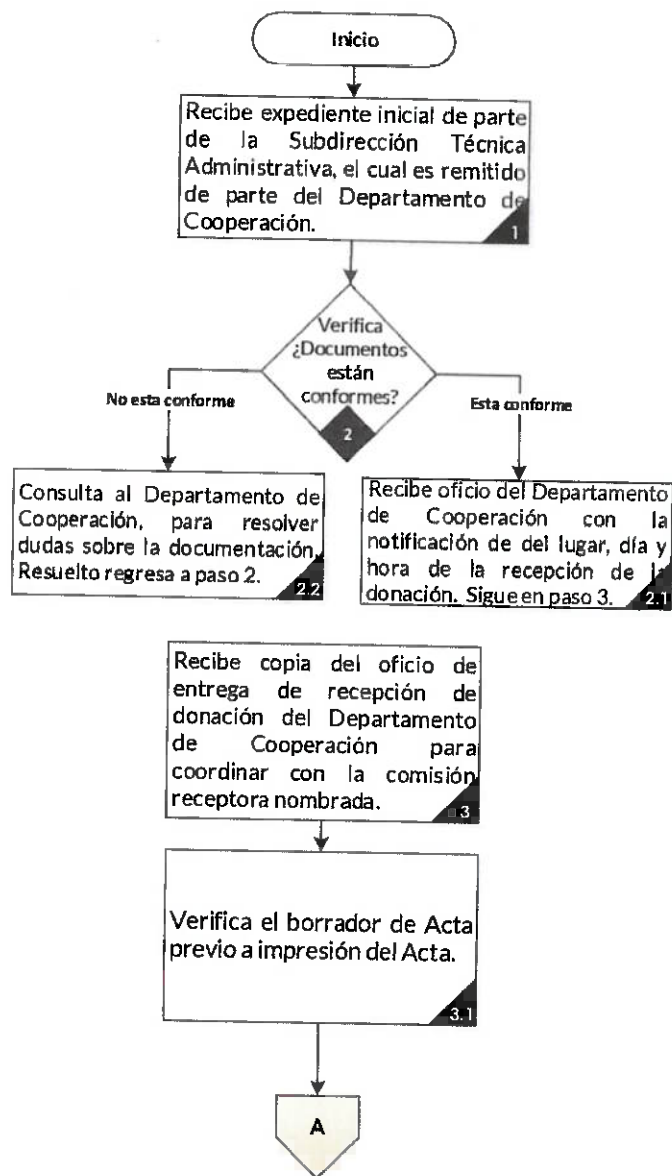 Inicio
Recibe expediente inicial de parte
de la Subdirección Técnica
Administrativa, el cual es remitido
de parte del Departamento de
Cooperación.
1
Verifica
¿Documentos
están
conformes?
2
No esta conforme
Esta conforme
Consulta al Departamento de
Cooperación, para resolver
dudas sobre la documentación,
Resuelto regresa a paso 2.
2.2
Recibe oficio del Departamento
de Cooperación con la
notificación de del lugar, día y
hora de la recepción de la
donación. Sigue en paso 3.
2.1
Recibe copia del oficio de
entrega de recepción de
donación del Departamento
de Cooperación para
coordinar con la comisión
receptora nombrada.
3
Verifica el borrador de Acta
previo a impresión del Acta.
3.1
A